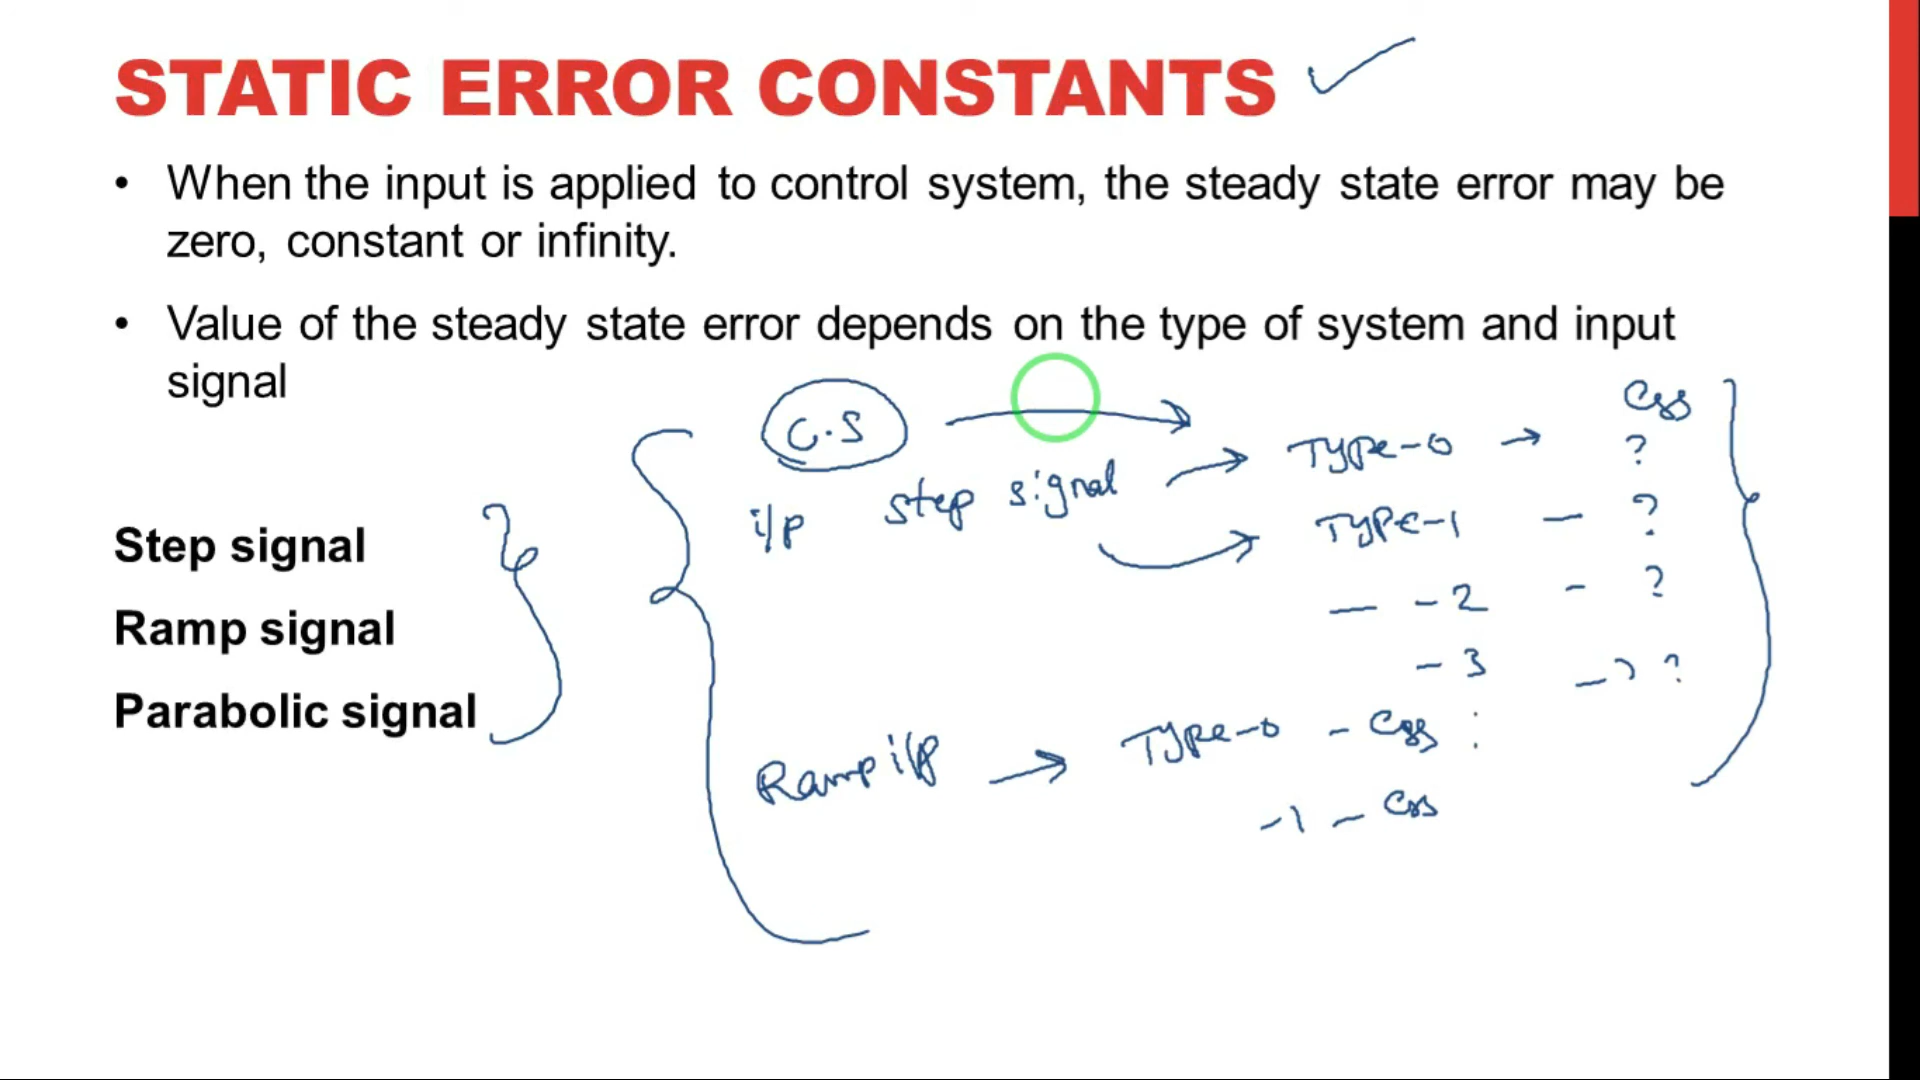 STATIC ERROR CONSTANTS
• When the input is applied to control system, the steady state error may be
zero, constant or infinity.
• Value of the steady state error depends on the type of system and input
signal
C.S
ess
i/p step signal → Type-0 → ?
Type-1 — ?
— -2 - ?
- 3 — ? ?
Step signal
Ramp signal
Parabolic signal
Ramp i/p → Type-0 - ess :
-1 - ess